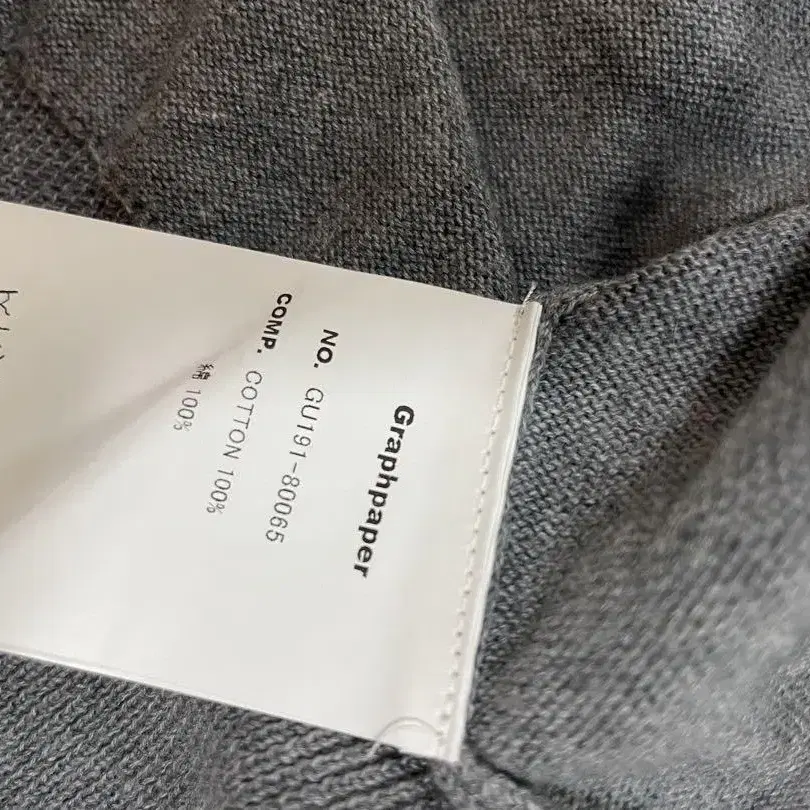 Graphpaper
NO. GU191-80065
COMP. COTTON 100%
綿 100%